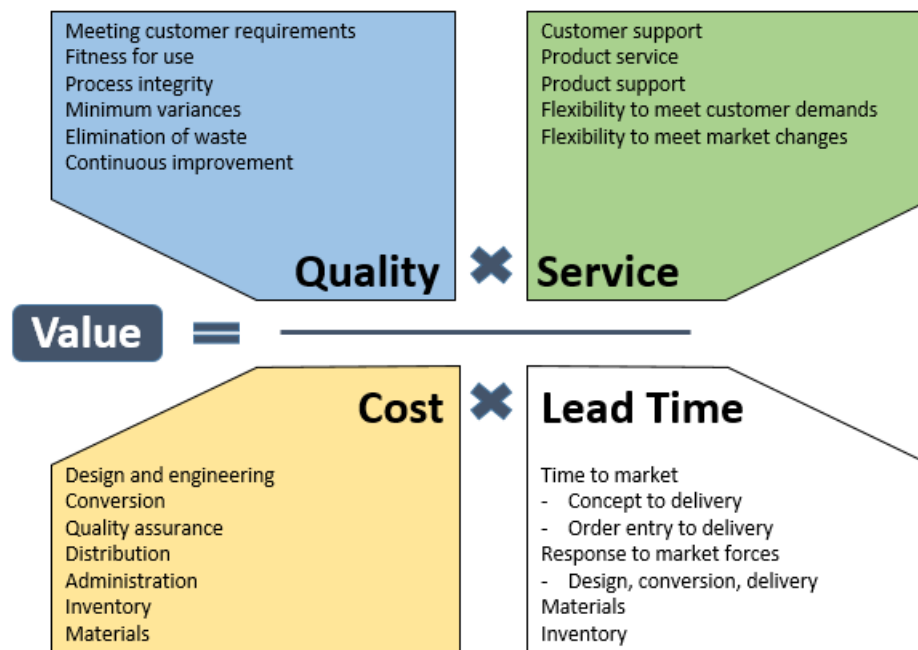 Meeting customer requirements
Fitness for use
Process integrity
Minimum variances
Elimination of waste
Continuous improvement
Quality
Customer support
Product service
Product support
Flexibility to meet customer demands
Flexibility to meet market changes
Service
Value
Cost
Design and engineering
Conversion
Quality assurance
Distribution
Administration
Inventory
Materials
Lead Time
Time to market
- Concept to delivery
- Order entry to delivery
Response to market forces
- Design, conversion, delivery
Materials
Inventory